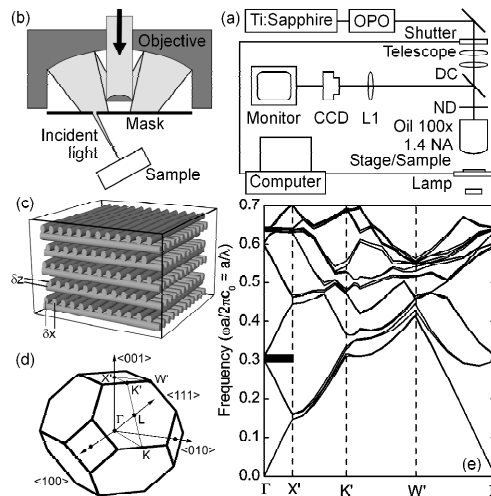 (b)
Objective
Mask
Incident
light
Sample
(a)
Ti:Sapphire
OPO
Shutter
Telescope
DC
ND
Monitor
CCD
L1
Oil 100x
1.4 NA
Stage/Sample
Computer
Lamp
(c)
δz
δx
(d)
<001>
X'
W'
K'
<111>
Γ
L
<010>
K
<100>
Frequency (ωa/2πc₀ = a/λ)
0.7
0.6
0.5
0.4
0.3
0.2
0.1
0.0
Γ X' K' W' Γ
(e)